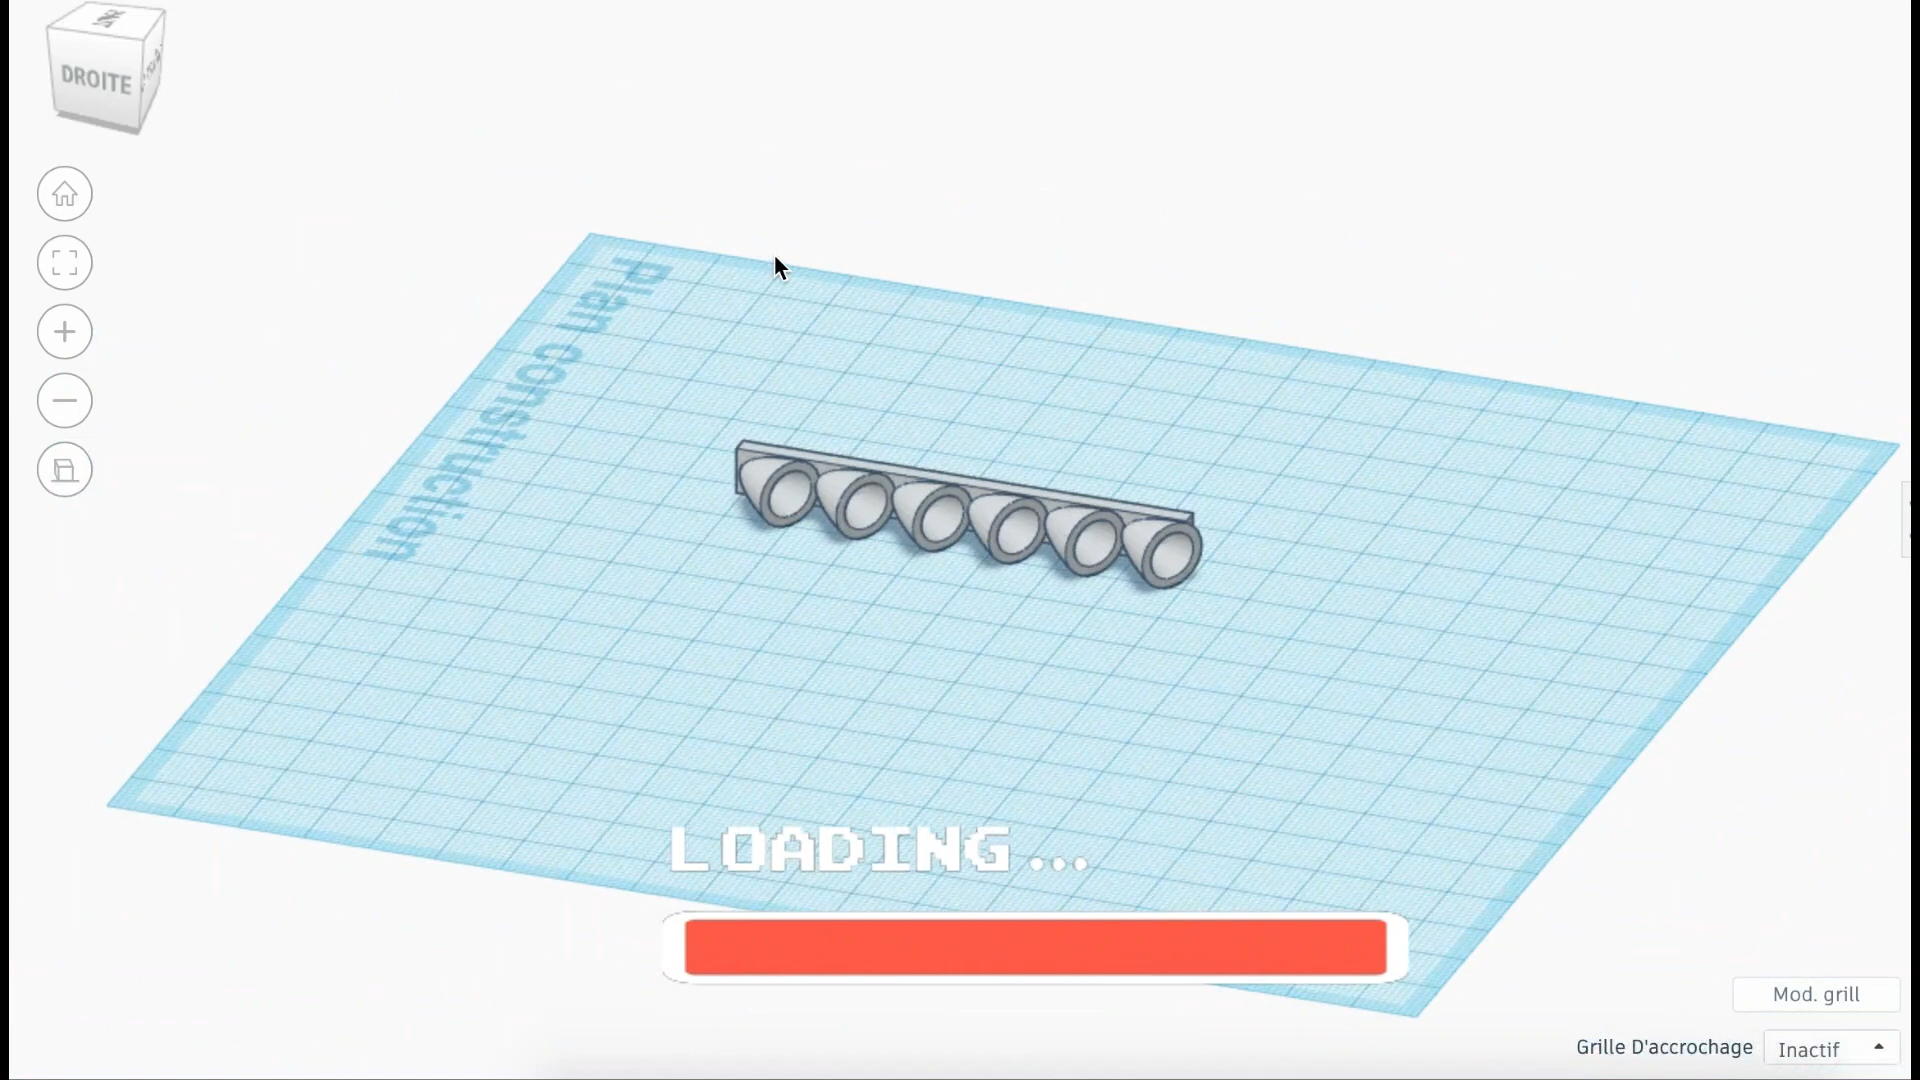 DROITE
Plan construction
LOADING...
Mod. grill
Grille D'accrochage
Inactif